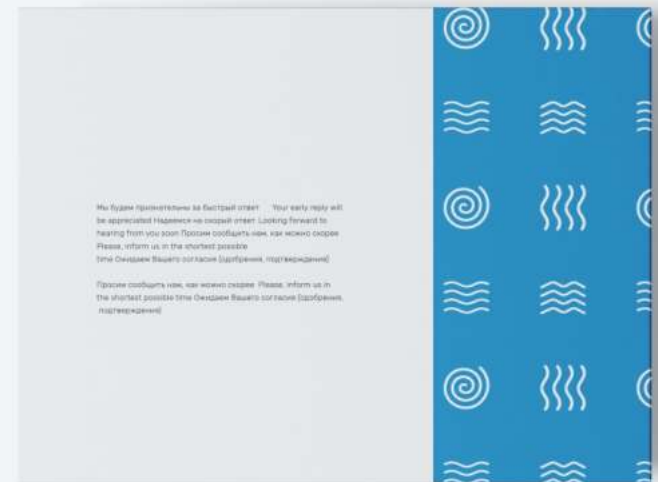 Мы будем признательны за быстрый ответ Your early reply will
be appreciated Надеемся на скорый ответ Looking forward to
hearing from you soon Просим сообщить нам, как можно скорее
Please, inform us in the shortest possible
time Ожидаем Вашего согласия (одобрения, подтверждения)
Просим сообщить нам, как можно скорее Please, inform us in
the shortest possible time Ожидаем Вашего согласия (одобрения,
подтверждения)